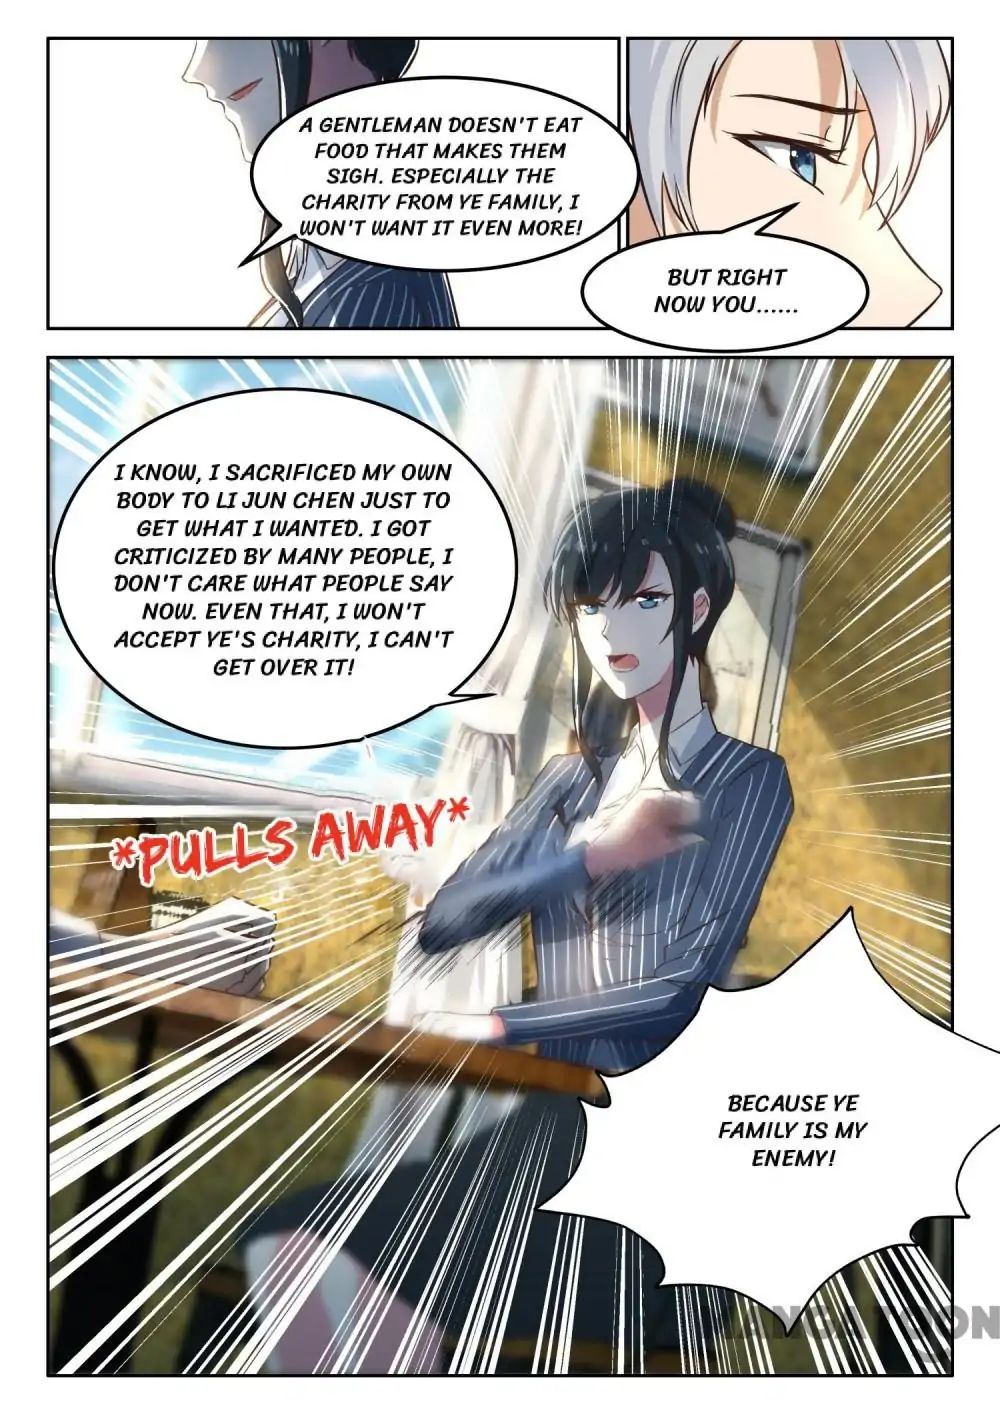 A GENTLEMAN DOESN'T EAT
FOOD THAT MAKES THEM
SIGH. ESPECIALLY THE
CHARITY FROM YE FAMILY, I
WON'T WANT IT EVEN MORE!
BUT RIGHT
NOW YOU......
I KNOW, I SACRIFICED MY OWN
BODY TO LI JUN CHEN JUST TO
GET WHAT I WANTED. I GOT
CRITICIZED BY MANY PEOPLE, I
DON'T CARE WHAT PEOPLE SAY
NOW. EVEN THAT, I WON'T
ACCEPT YE'S CHARITY, I CAN'T
GET OVER IT!
*PULLS AWAY*
BECAUSE YE
FAMILY IS MY
ENEMY!
MANGATOON